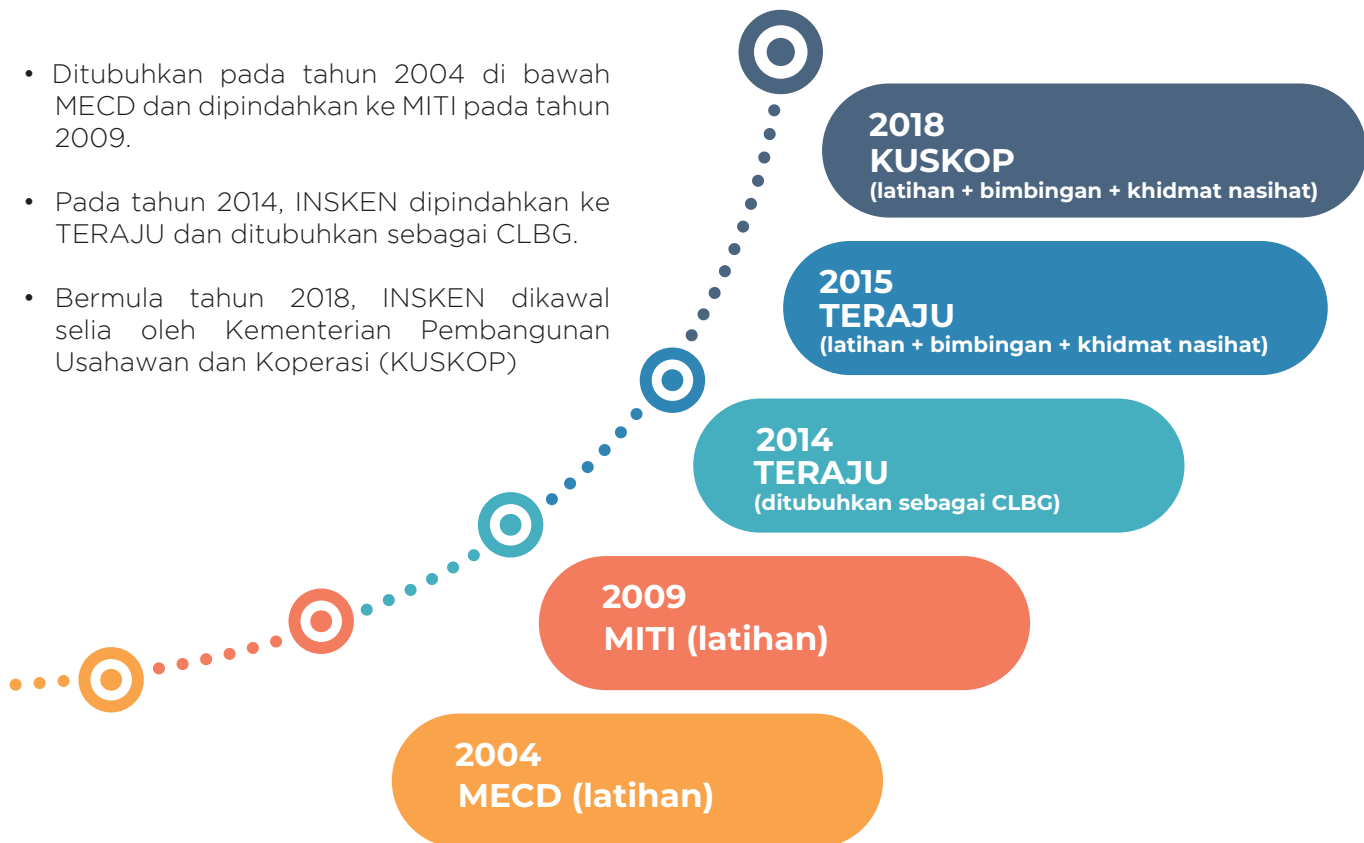 • Ditubuhkan pada tahun 2004 di bawah
MECD dan dipindahkan ke MITI pada tahun
2009.
• Pada tahun 2014, INSKEN dipindahkan ke
TERAJU dan ditubuhkan sebagai CLBG.
• Bermula tahun 2018, INSKEN dikawal
selia oleh Kementerian Pembangunan
Usahawan dan Koperasi (KUSKOP)
2018
KUSKOP
(latihan + bimbingan + khidmat nasihat)
2015
TERAJU
(latihan + bimbingan + khidmat nasihat)
2014
TERAJU
(ditubuhkan sebagai CLBG)
2009
MITI (latihan)
2004
MECD (latihan)